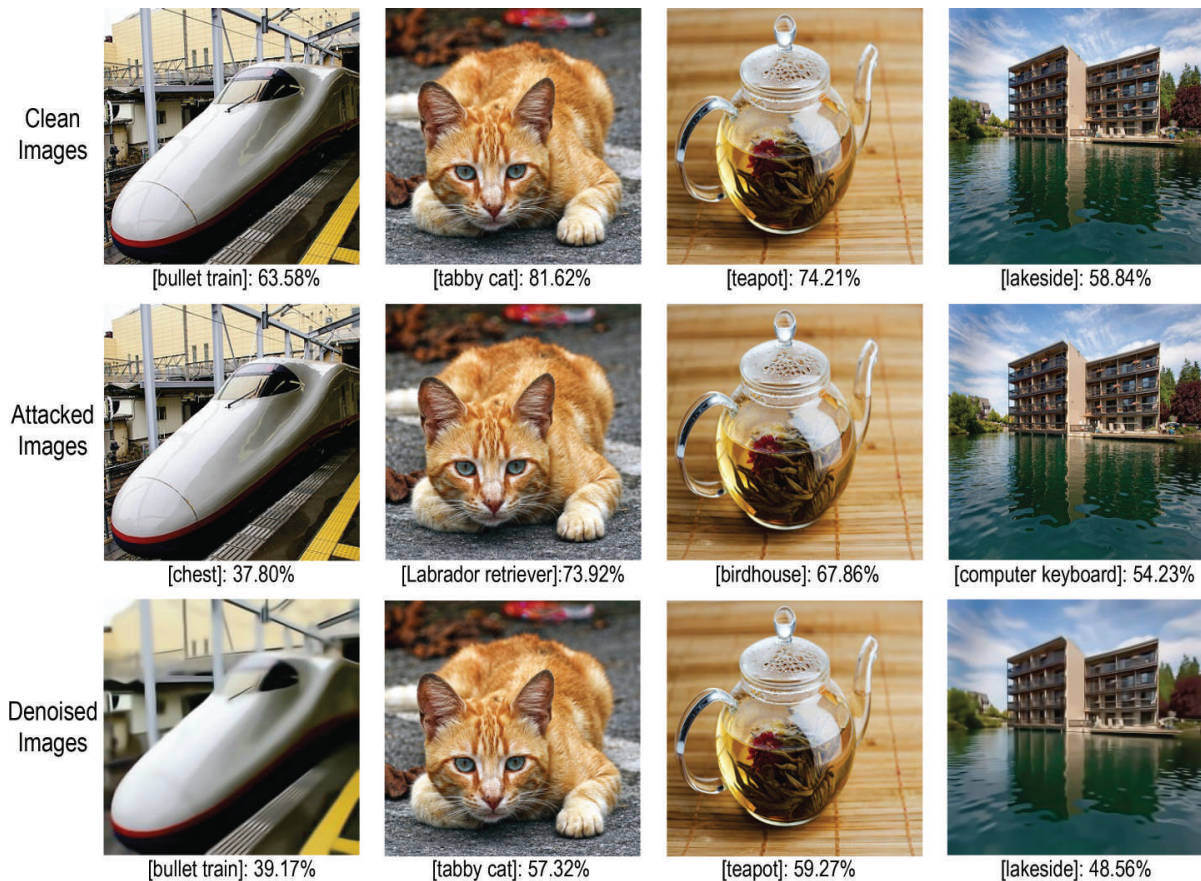 Clean
Images
[bullet train]: 63.58%
[tabby cat]: 81.62%
[teapot]: 74.21%
[lakeside]: 58.84%
Attacked
Images
[chest]: 37.80%
[Labrador retriever]:73.92%
[birdhouse]: 67.86%
[computer keyboard]: 54.23%
Denoised
Images
[bullet train]: 39.17%
[tabby cat]: 57.32%
[teapot]: 59.27%
[lakeside]: 48.56%